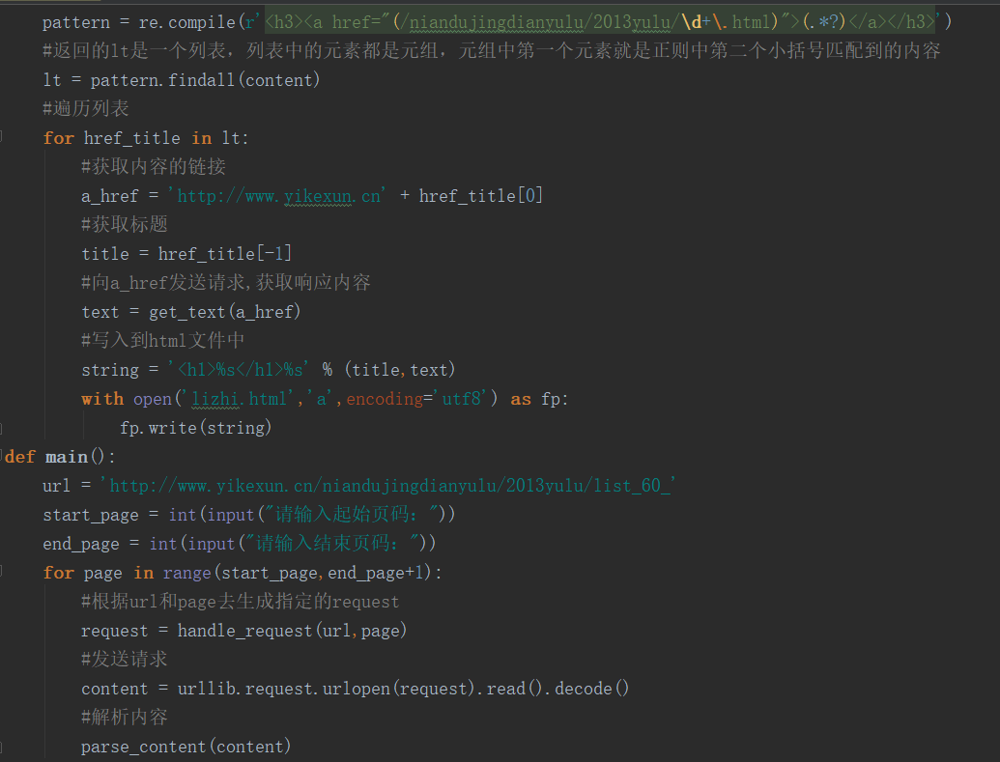 pattern = re.compile(r'<h3><a href="(/niandujingdianyulu/2013yulu/\d+\.html)">(.*?)</a></h3>')
#返回的lt是一个列表，列表中的元素都是元组，元组中第一个元素就是正则中第二个小括号匹配到的内容
lt = pattern.findall(content)
#遍历列表
for href_title in lt:
#获取内容的链接
a_href = 'http://www.yikexun.cn' + href_title[0]
#获取标题
title = href_title[-1]
#向a_href发送请求,获取响应内容
text = get_text(a_href)
#写入到html文件中
string = '<h1>%s</h1>%s' % (title,text)
with open('lizhi.html','a',encoding='utf8') as fp:
fp.write(string)
def main():
url = 'http://www.yikexun.cn/niandujingdianyulu/2013yulu/list_60_'
start_page = int(input("请输入起始页码："))
end_page = int(input("请输入结束页码："))
for page in range(start_page,end_page+1):
#根据url和page去生成指定的request
request = handle_request(url,page)
#发送请求
content = urllib.request.urlopen(request).read().decode()
#解析内容
parse_content(content)